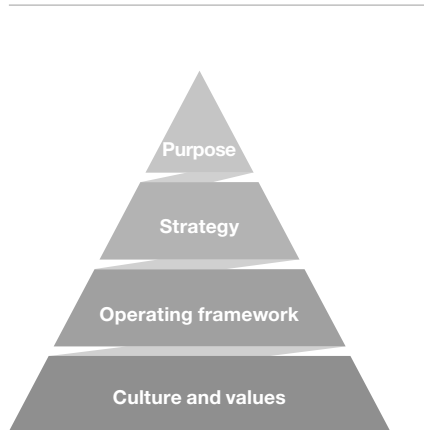 Purpose
Strategy
Operating framework
Culture and values